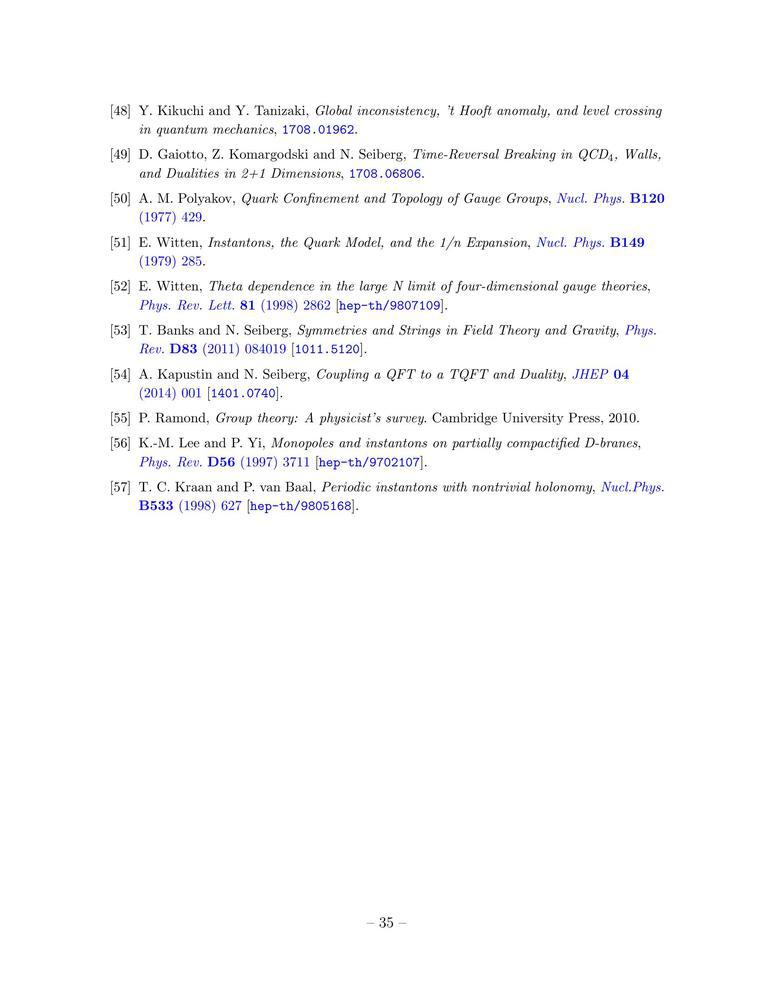 [48] Y. Kikuchi and Y. Tanizaki, Global inconsistency, 't Hooft anomaly, and level crossing
in quantum mechanics, 1708.01962.
[49] D. Gaiotto, Z. Komargodski and N. Seiberg, Time-Reversal Breaking in QCD₄, Walls,
and Dualities in 2+1 Dimensions, 1708.06806.
[50] A. M. Polyakov, Quark Confinement and Topology of Gauge Groups, Nucl. Phys. B120
(1977) 429.
[51] E. Witten, Instantons, the Quark Model, and the 1/n Expansion, Nucl. Phys. B149
(1979) 285.
[52] E. Witten, Theta dependence in the large N limit of four-dimensional gauge theories,
Phys. Rev. Lett. 81 (1998) 2862 [hep-th/9807109].
[53] T. Banks and N. Seiberg, Symmetries and Strings in Field Theory and Gravity, Phys.
Rev. D83 (2011) 084019 [1011.5120].
[54] A. Kapustin and N. Seiberg, Coupling a QFT to a TQFT and Duality, JHEP 04
(2014) 001 [1401.0740].
[55] P. Ramond, Group theory: A physicist's survey. Cambridge University Press, 2010.
[56] K.-M. Lee and P. Yi, Monopoles and instantons on partially compactified D-branes,
Phys. Rev. D56 (1997) 3711 [hep-th/9702107].
[57] T. C. Kraan and P. van Baal, Periodic instantons with nontrivial holonomy, Nucl.Phys.
B533 (1998) 627 [hep-th/9805168].
– 35 –